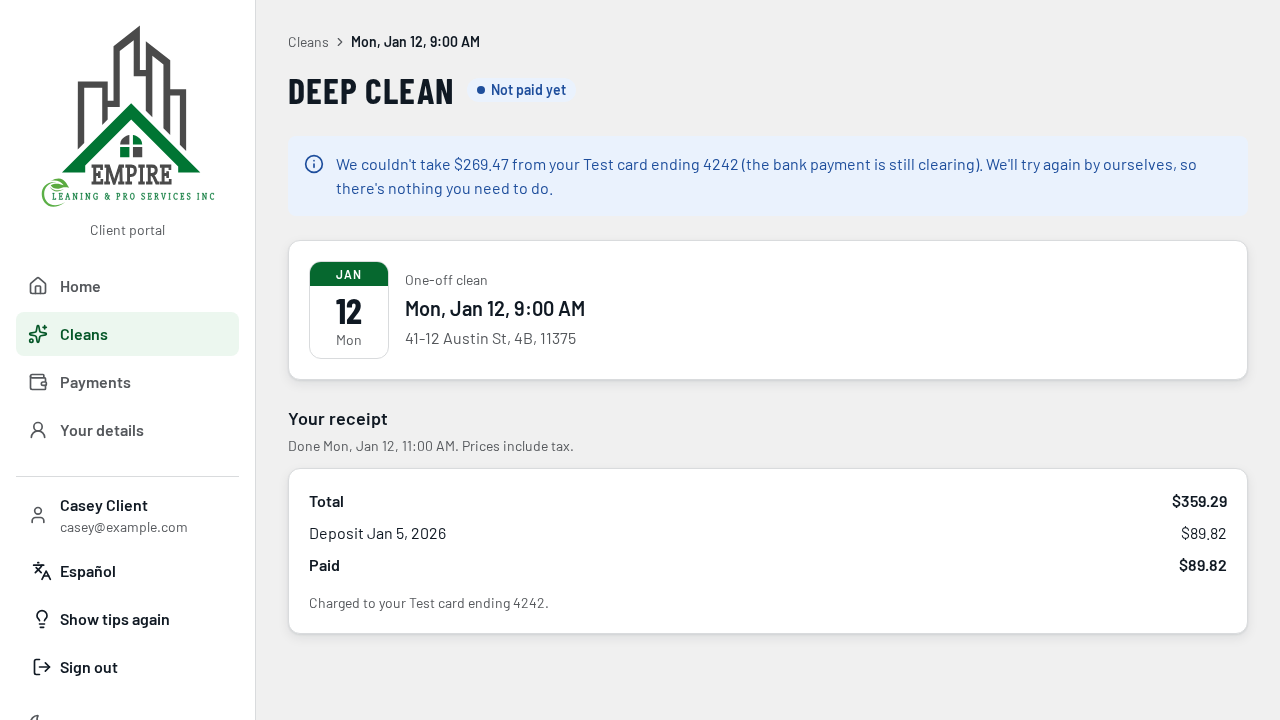 EMPIRE
CLEANING & PRO SERVICES INC
Client portal
Home
Cleans
Payments
Your details
Casey Client
casey@example.com
Español
Show tips again
Sign out
Cleans > Mon, Jan 12, 9:00 AM
DEEP CLEAN
Not paid yet
We couldn't take $269.47 from your Test card ending 4242 (the bank payment is still clearing). We'll try again by ourselves, so
there's nothing you need to do.
JAN
12
Mon
One-off clean
Mon, Jan 12, 9:00 AM
41-12 Austin St, 4B, 11375
Your receipt
Done Mon, Jan 12, 11:00 AM. Prices include tax.
Total $359.29
Deposit Jan 5, 2026 $89.82
Paid $89.82
Charged to your Test card ending 4242.